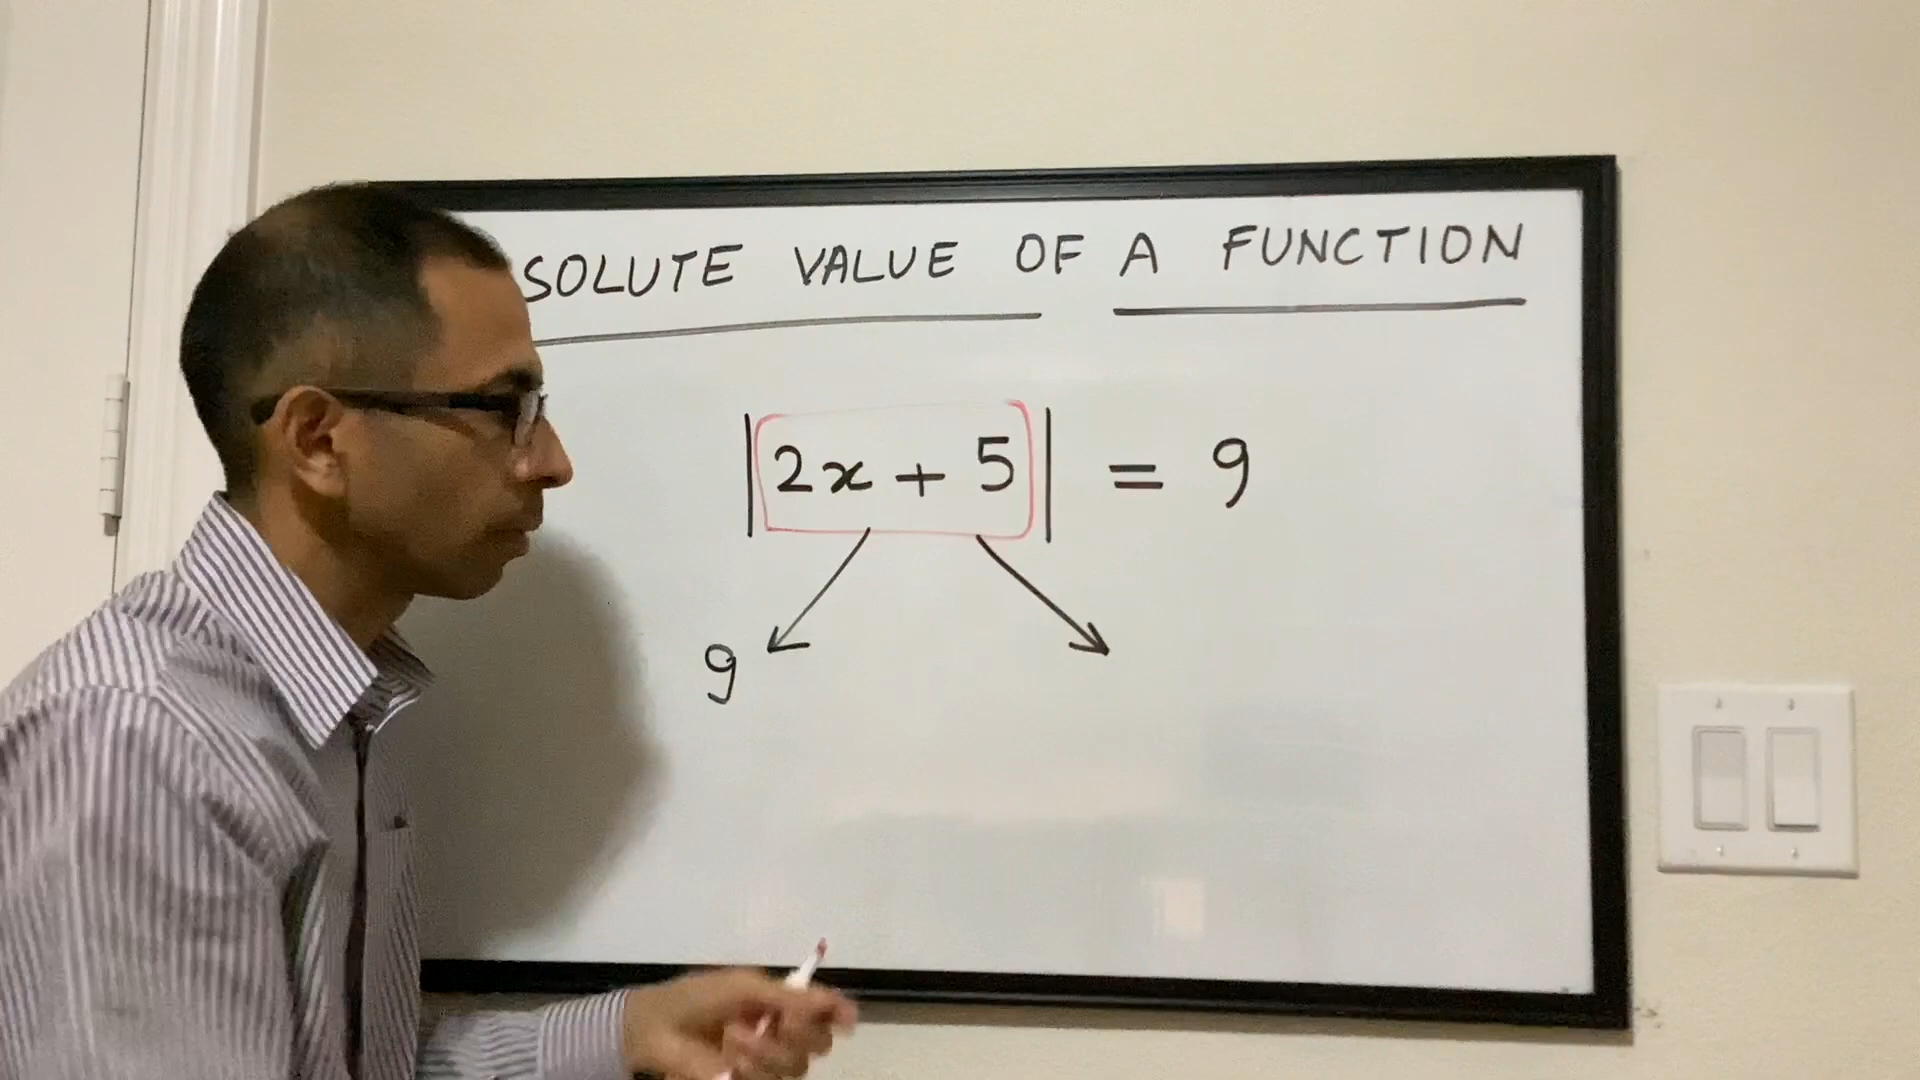 SOLUTE VALUE OF A FUNCTION
|2x + 5| = 9
9